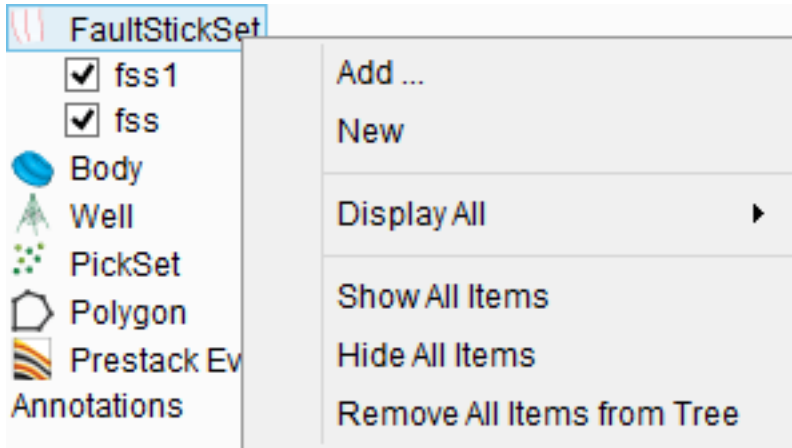 FaultStickSet
fss1
fss
Body
Well
PickSet
Polygon
Prestack Ev
Annotations
Add ...
New
Display All
Show All Items
Hide All Items
Remove All Items from Tree